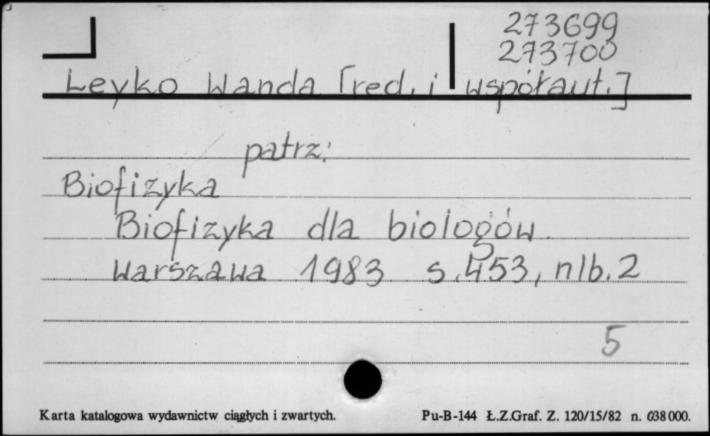 273699
273700
Leyko Wanda [red. i współaut.]
patrz:
Biofizyka
Biofizyka dla biologów.
Warszawa 1983 s. 453, nlb. 2
5
Karta katalogowa wydawnictw ciągłych i zwartych. Pu-B-144 Ł.Z.Graf. Z. 120/15/82 n. 638 000.